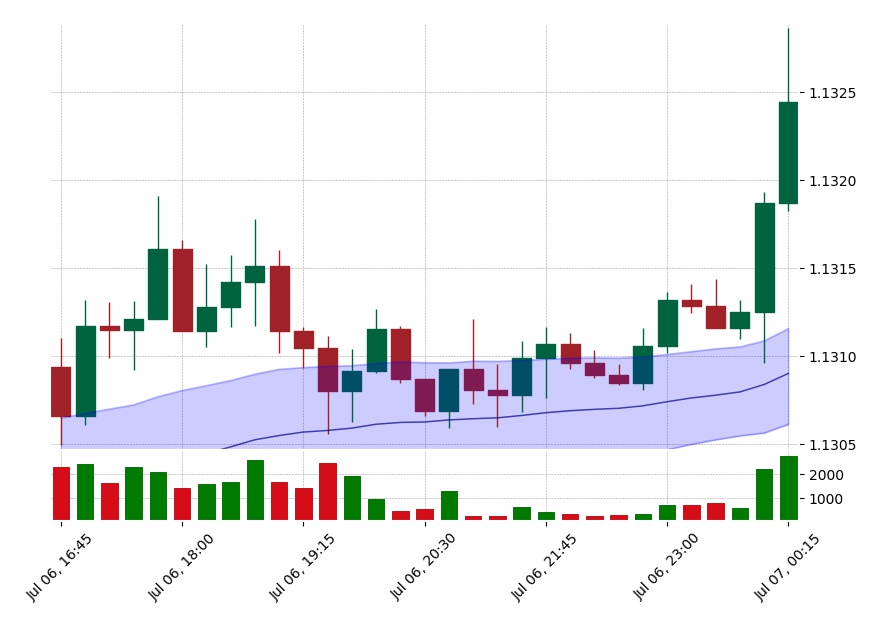 1.1325
1.1320
1.1315
1.1310
1.1305
2000
1000
Jul 06, 16:45
Jul 06, 18:00
Jul 06, 19:15
Jul 06, 20:30
Jul 06, 21:45
Jul 06, 23:00
Jul 07, 00:15